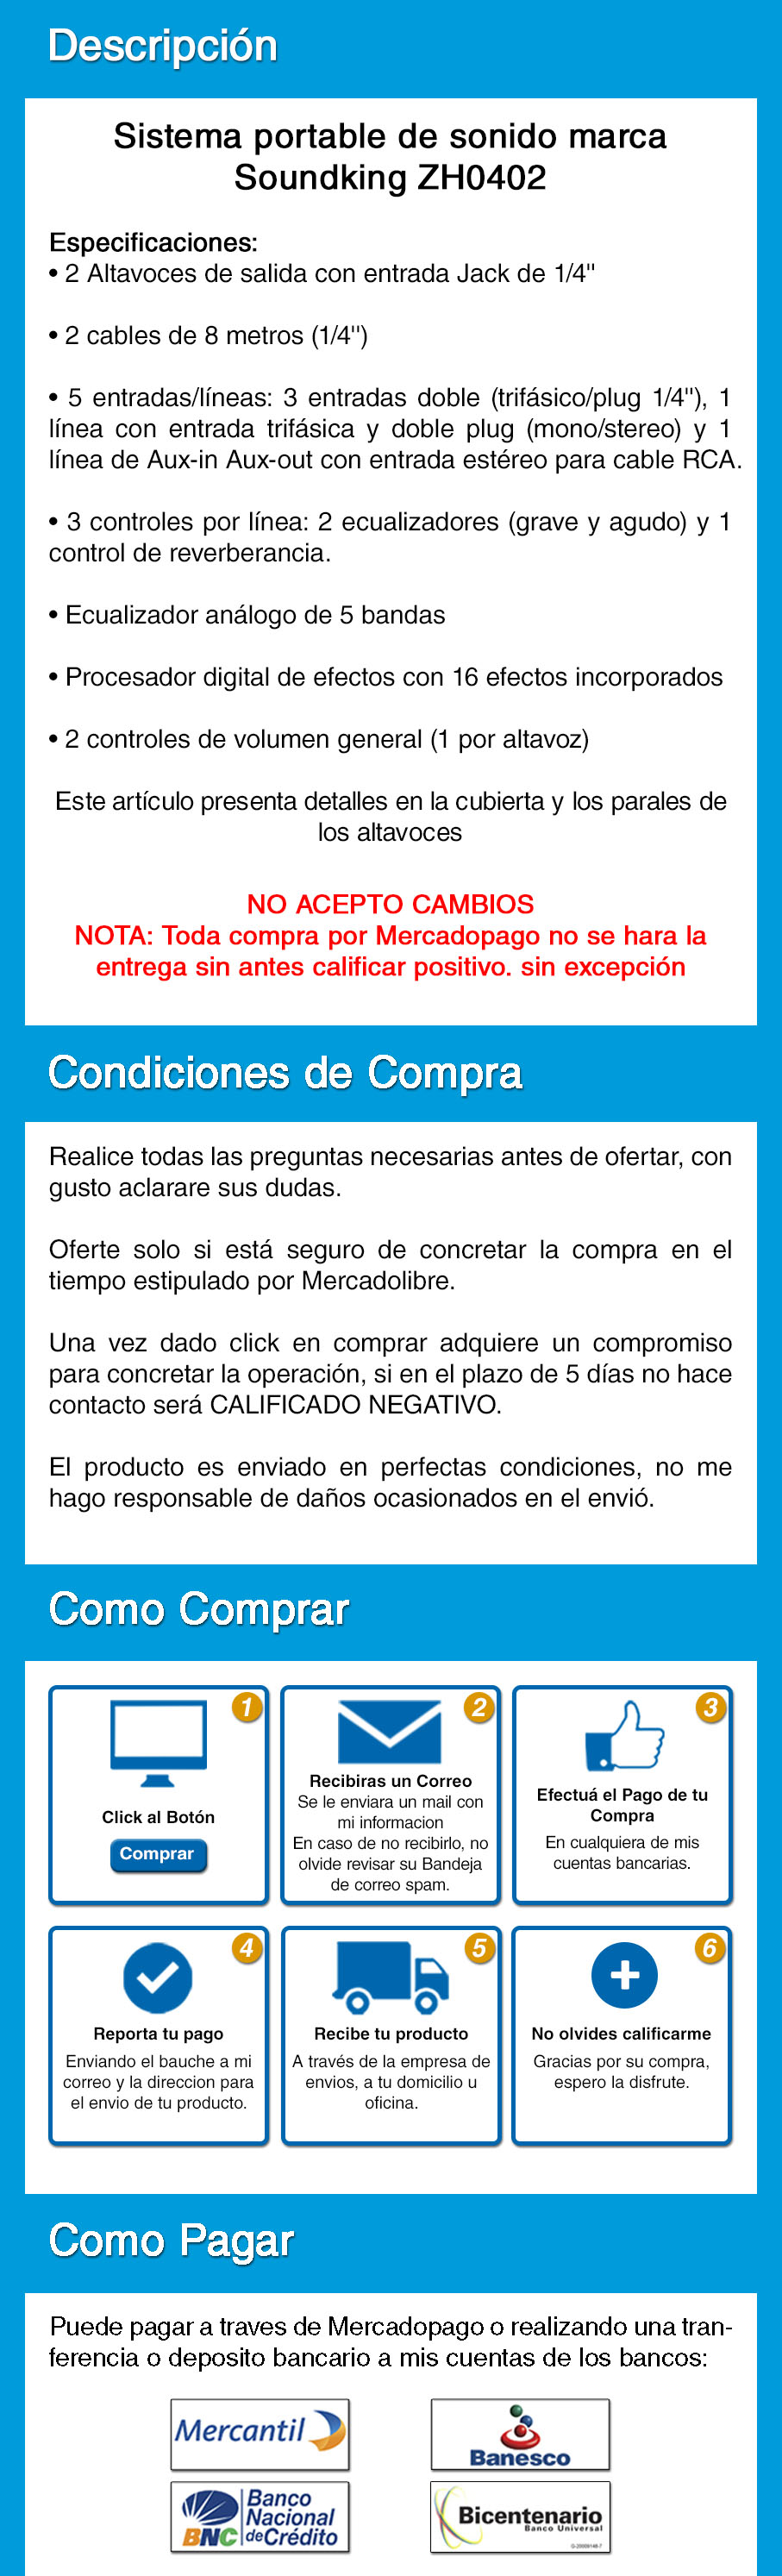 Descripción
Sistema portable de sonido marca
Soundking ZH0402
Especificaciones:
• 2 Altavoces de salida con entrada Jack de 1/4"
• 2 cables de 8 metros (1/4")
• 5 entradas/líneas: 3 entradas doble (trifásico/plug 1/4"), 1
línea con entrada trifásica y doble plug (mono/stereo) y 1
línea de Aux-in Aux-out con entrada estéreo para cable RCA.
• 3 controles por línea: 2 ecualizadores (grave y agudo) y 1
control de reverberancia.
• Ecualizador análogo de 5 bandas
• Procesador digital de efectos con 16 efectos incorporados
• 2 controles de volumen general (1 por altavoz)
Este artículo presenta detalles en la cubierta y los parales de
los altavoces
NO ACEPTO CAMBIOS
NOTA: Toda compra por Mercadopago no se hara la
entrega sin antes calificar positivo. sin excepción
Condiciones de Compra
Realice todas las preguntas necesarias antes de ofertar, con
gusto aclarare sus dudas.
Oferte solo si está seguro de concretar la compra en el
tiempo estipulado por Mercadolibre.
Una vez dado click en comprar adquiere un compromiso
para concretar la operación, si en el plazo de 5 días no hace
contacto será CALIFICADO NEGATIVO.
El producto es enviado en perfectas condiciones, no me
hago responsable de daños ocasionados en el envió.
Como Comprar
1
Click al Botón
Comprar
2
Recibiras un Correo
Se le enviara un mail con
mi informacion
En caso de no recibirlo, no
olvide revisar su Bandeja
de correo spam.
3
Efectuá el Pago de tu
Compra
En cualquiera de mis
cuentas bancarias.
4
Reporta tu pago
Enviando el bauche a mi
correo y la direccion para
el envio de tu producto.
5
Recibe tu producto
A través de la empresa de
envios, a tu domicilio u
oficina.
6
No olvides calificarme
Gracias por su compra,
espero la disfrute.
Como Pagar
Puede pagar a traves de Mercadopago o realizando una tran-
ferencia o deposito bancario a mis cuentas de los bancos:
Mercantil
Banesco
BNC
Banco
Nacional
de Crédito
Bicentenario
Banco Universal